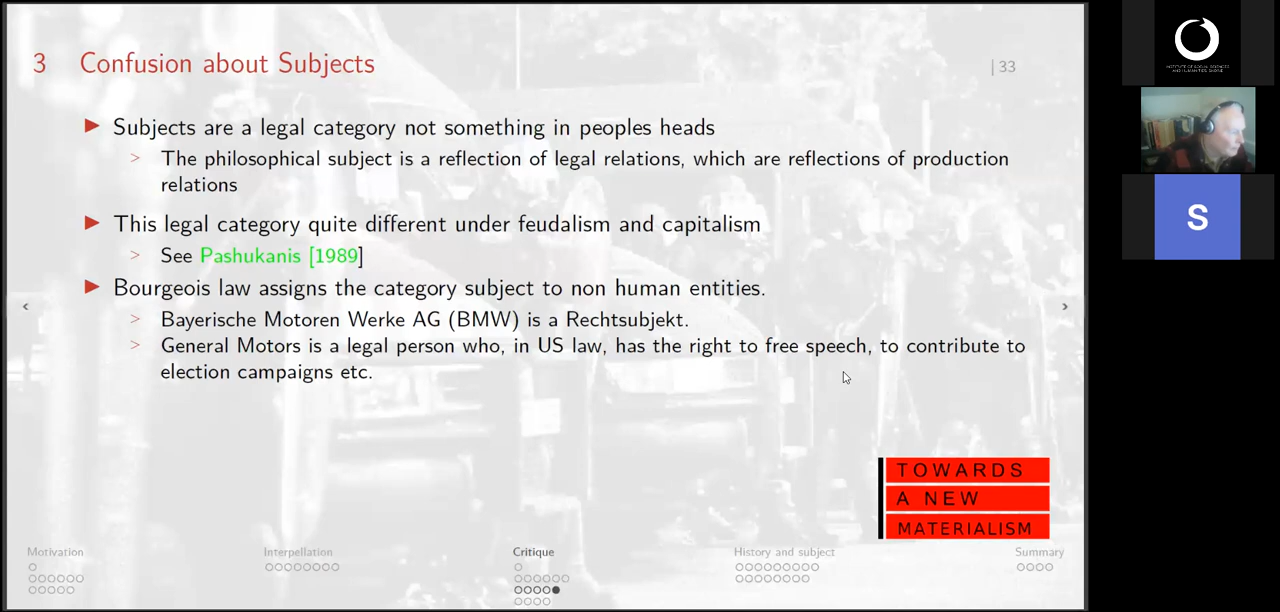 3 Confusion about Subjects
| 33
Subjects are a legal category not something in peoples heads
The philosophical subject is a reflection of legal relations, which are reflections of production
relations
This legal category quite different under feudalism and capitalism
See Pashukanis [1989]
Bourgeois law assigns the category subject to non human entities.
Bayerische Motoren Werke AG (BMW) is a Rechtsubjekt.
General Motors is a legal person who, in US law, has the right to free speech, to contribute to
election campaigns etc.
TOWARDS
A NEW
MATERIALISM
Motivation
Interpellation
Critique
History and subject
Summary
S